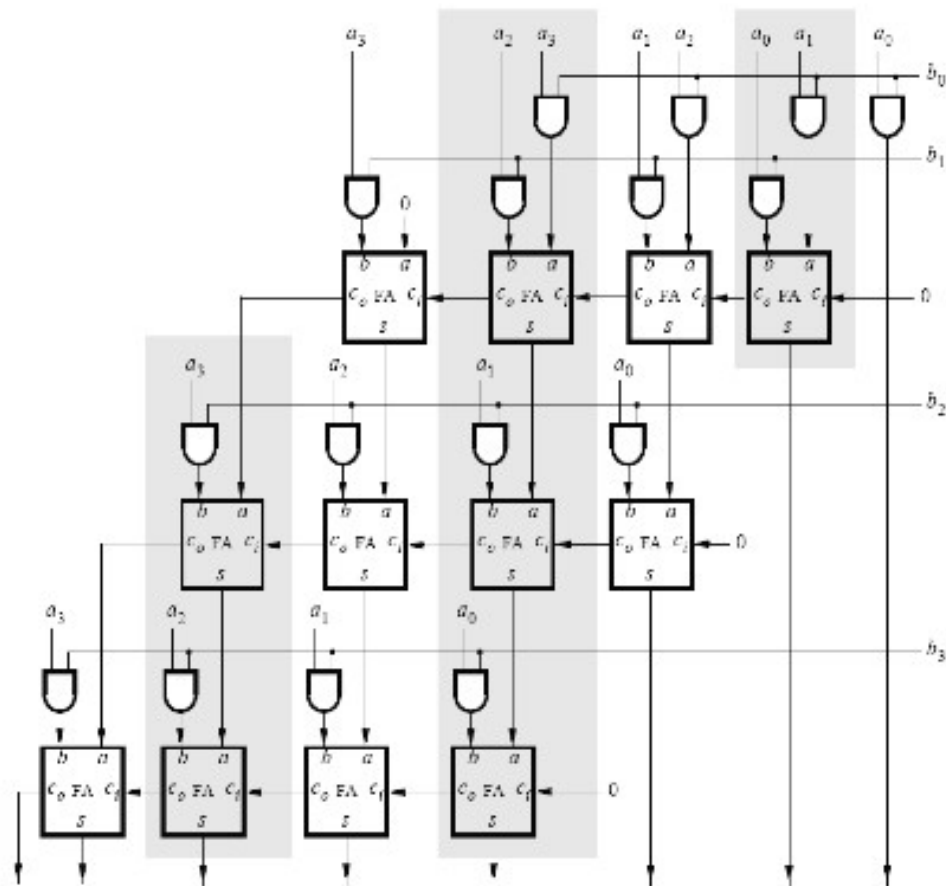 a3 a2 a3 a1 a2 a0 a1 a0
b0
b1
0
b a b a b a b a
co FA ci co FA ci co FA ci co FA ci 0
s s s s
a3 a2 a1 a0
b2
b a b a b a b a
co FA ci co FA ci co FA ci co FA ci 0
s s s s
a3 a2 a1 a0
b3
b a b a b a b a
co FA ci co FA ci co FA ci co FA ci 0
s s s s